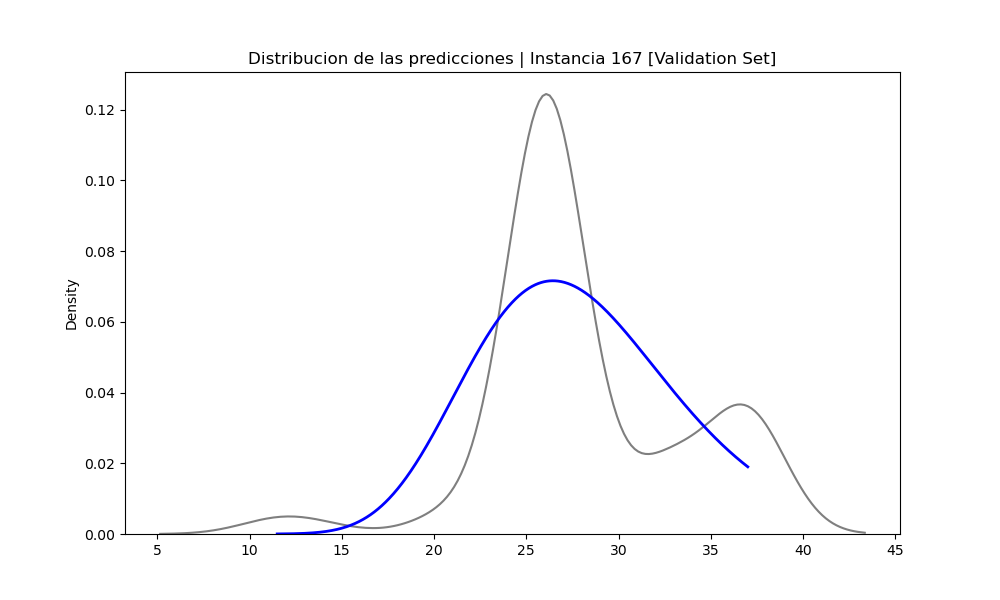 Distribucion de las predicciones | Instancia 167 [Validation Set]
Density
0.12
0.10
0.08
0.06
0.04
0.02
0.00
5 10 15 20 25 30 35 40 45